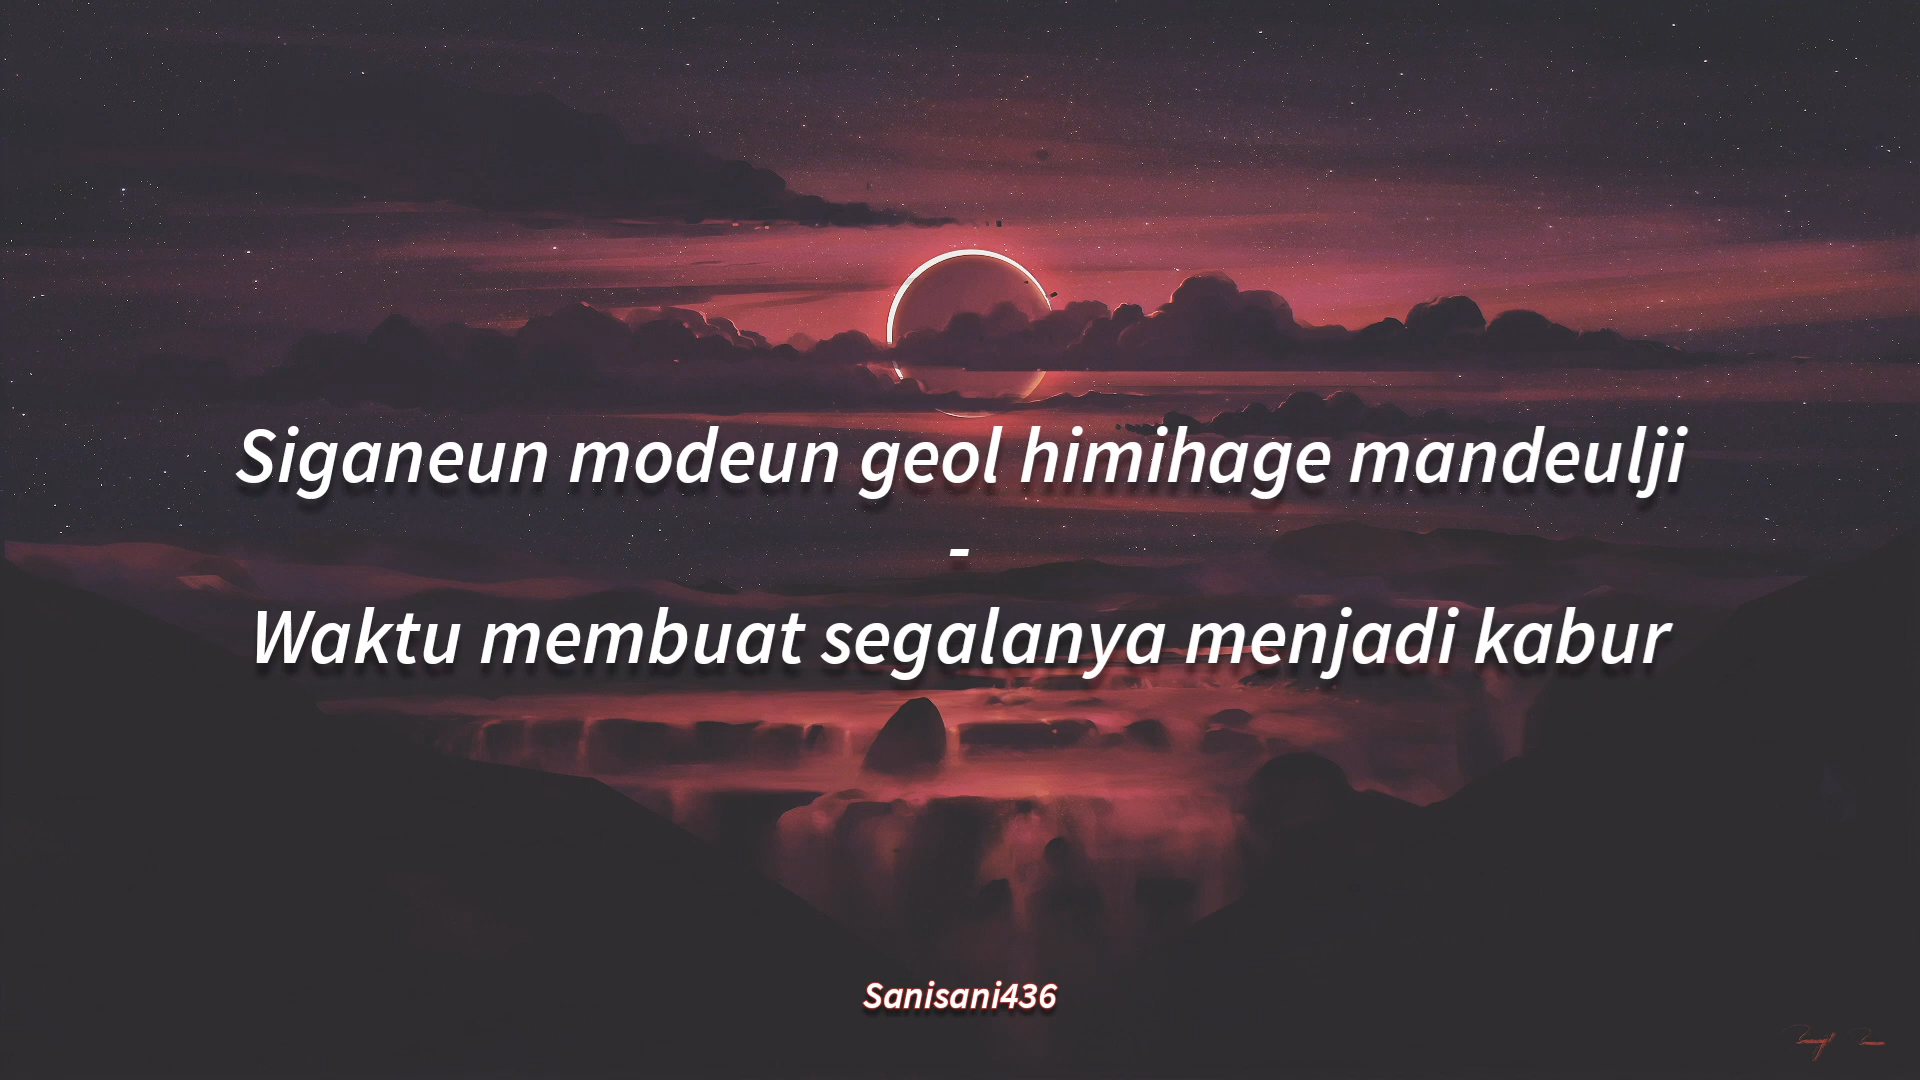 Siganeun modeun geol himihage mandeulji
-
Waktu membuat segalanya menjadi kabur
Sanisani436